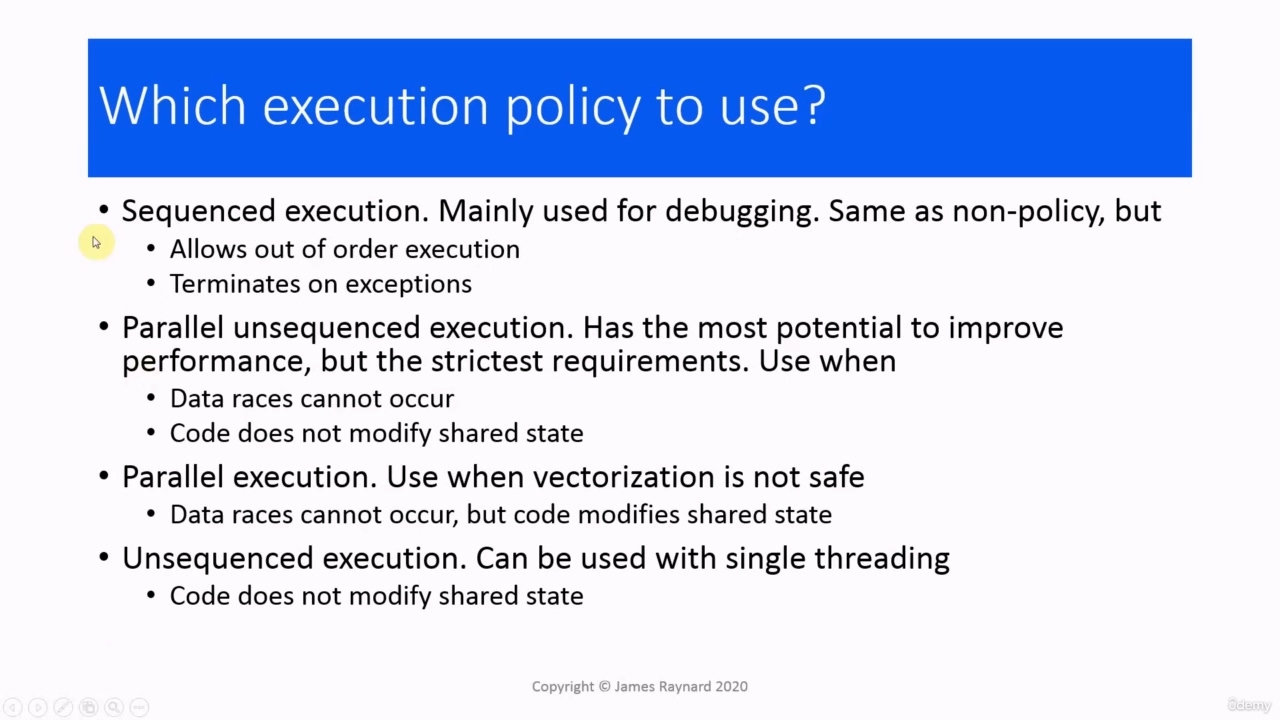 Which execution policy to use?
• Sequenced execution. Mainly used for debugging. Same as non-policy, but
• Allows out of order execution
• Terminates on exceptions
• Parallel unsequenced execution. Has the most potential to improve
performance, but the strictest requirements. Use when
• Data races cannot occur
• Code does not modify shared state
• Parallel execution. Use when vectorization is not safe
• Data races cannot occur, but code modifies shared state
• Unsequenced execution. Can be used with single threading
• Code does not modify shared state
Copyright © James Raynard 2020
ûdemy